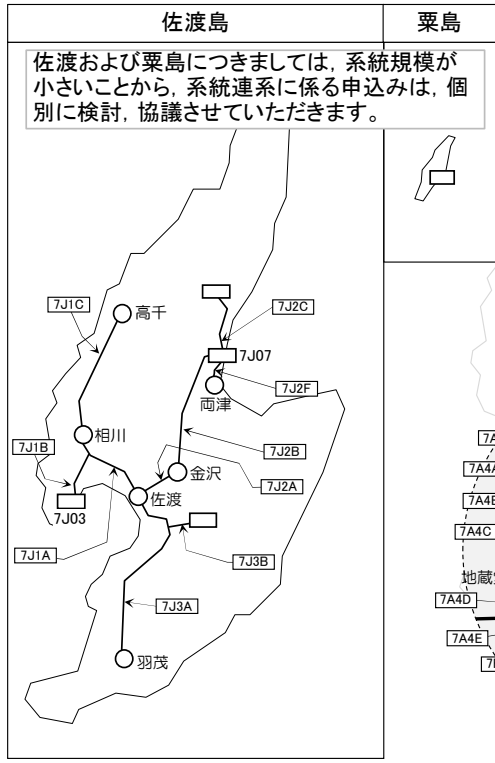 佐渡島
粟島
佐渡および粟島につきましては，系統規模が
小さいことから，系統連系に係る申込みは，個
別に検討，協議させていただきます。
7J1C
高千
7J2C
7J07
7J2F
両津
相川
7J1B
7J2B
金沢
7J2A
佐渡
7J03
7J1A
7J3B
7J3A
羽茂
7A4A
7A4C
地蔵
7A4D
7A4E